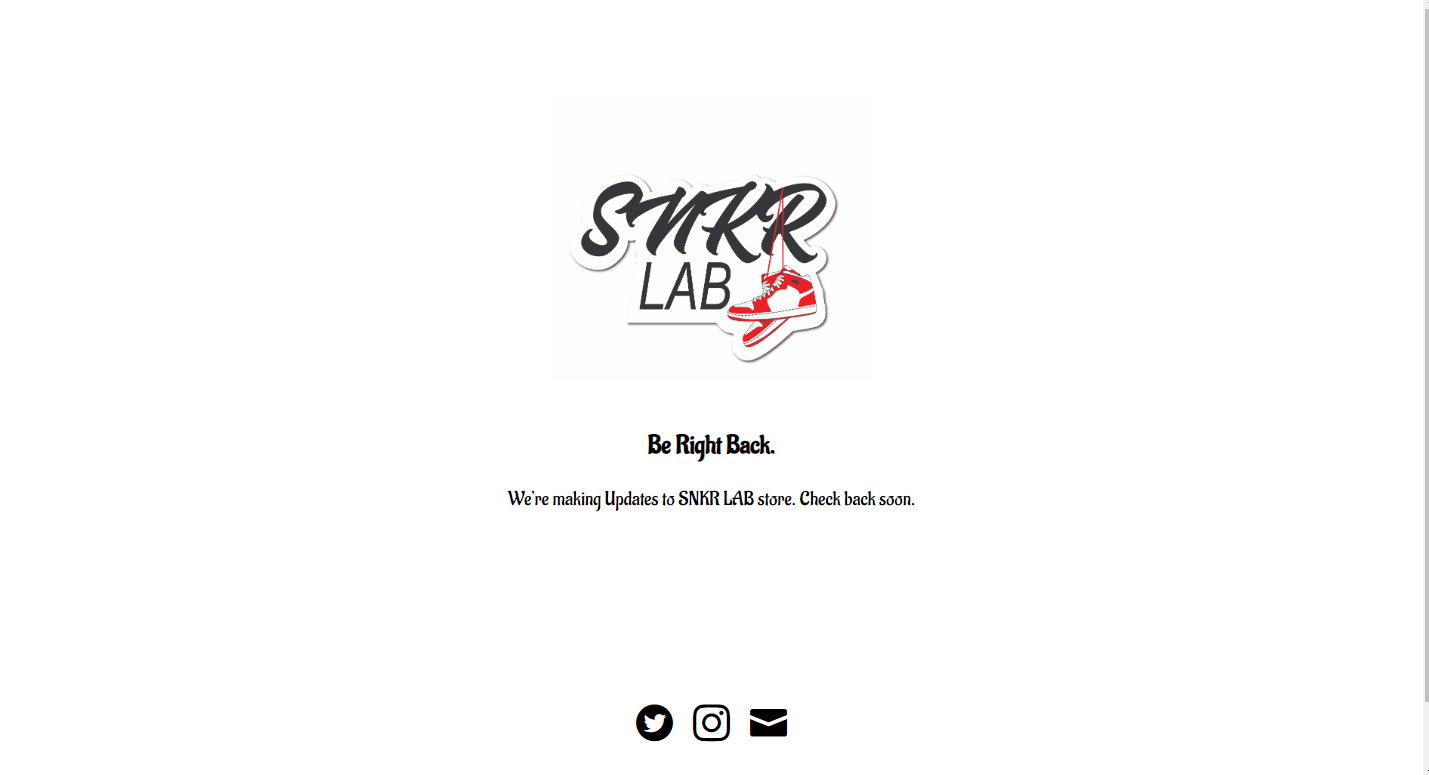 SNKR
LAB
Be Right Back.
We're making Updates to SNKR LAB store. Check back soon.